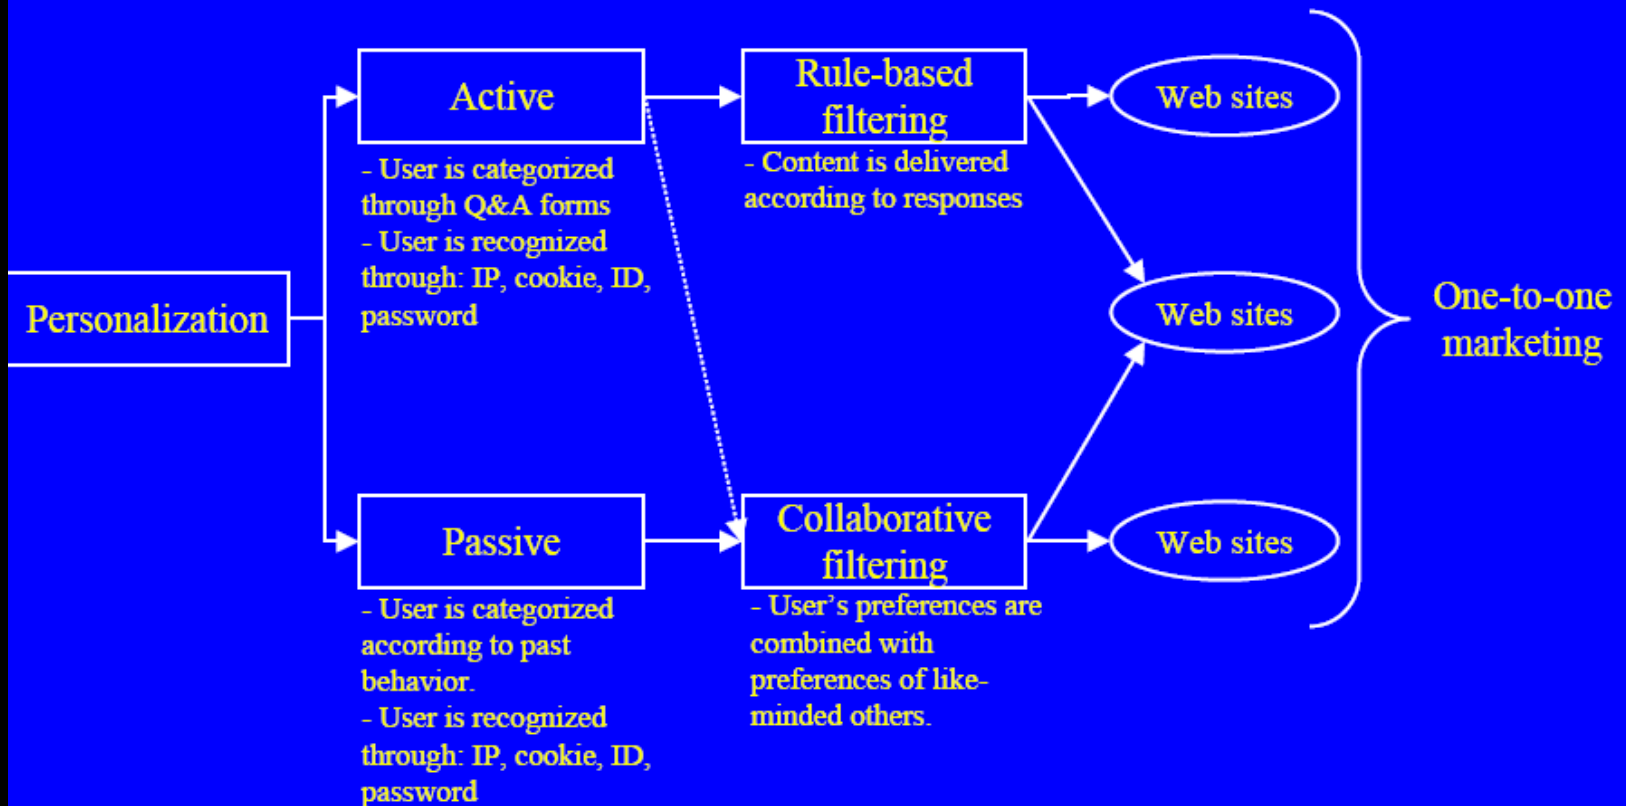 Personalization
Active
- User is categorized
through Q&A forms
- User is recognized
through: IP, cookie, ID,
password
Passive
- User is categorized
according to past
behavior.
- User is recognized
through: IP, cookie, ID,
password
Rule-based
filtering
- Content is delivered
according to responses
Collaborative
filtering
- User’s preferences are
combined with
preferences of like-
minded others.
Web sites
Web sites
Web sites
One-to-one
marketing